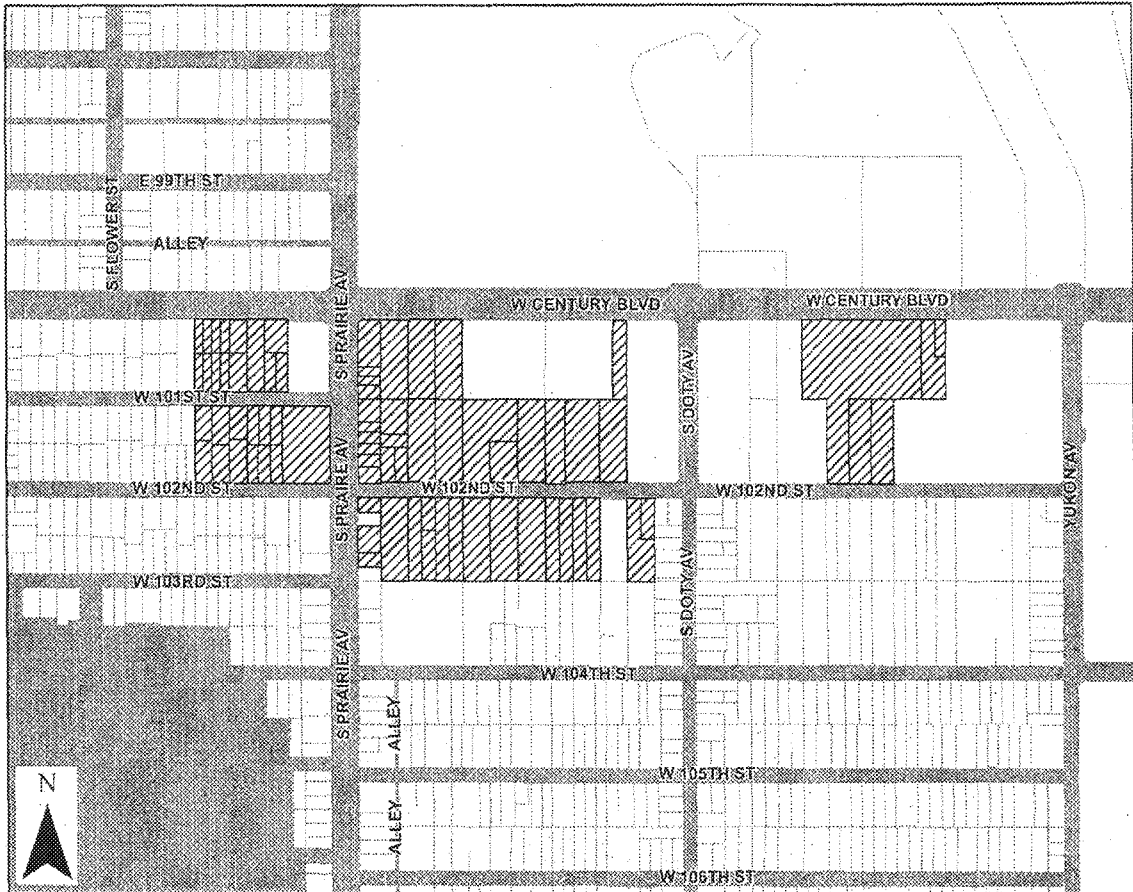 E 99TH ST
S FLOWER ST
ALLEY
S PRAIRIE AV
W CENTURY BLVD
W CENTURY BLVD
W 101ST ST
S PRAIRE AV
S DOTY AV
W 102ND ST
W 102ND ST
W 102ND ST
YUKON AV
W 103RD ST
S DOTY AV
S PRAIRIE AV
W 104TH ST
ALLEY
W 105TH ST
N
ALLEY
W 106TH ST